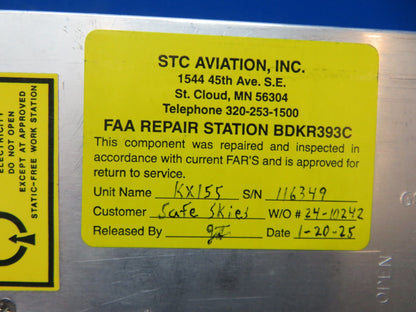 STC AVIATION, INC.
1544 45th Ave. S.E.
St. Cloud, MN 56304
Telephone 320-253-1500
FAA REPAIR STATION BDKR393C
This component was repaired and inspected in
accordance with current FAR'S and is approved for
return to service.
Unit Name KX155 S/N 116349
Customer Safe Skies W/O # 24-10242
Released By Date 1-20-25
ELECTRICITY
DO NOT OPEN
EXCEPT AT APPROVED
STATIC-FREE WORK STATION
OPEN